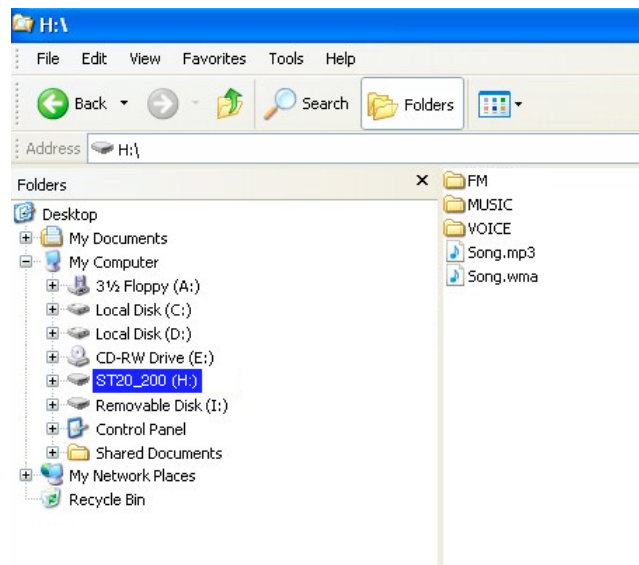 H:\
File Edit View Favorites Tools Help
Back Search Folders
Address H:\
Folders
Desktop
My Documents
My Computer
3½ Floppy (A:)
Local Disk (C:)
Local Disk (D:)
CD-RW Drive (E:)
ST20_200 (H:)
Removable Disk (I:)
Control Panel
Shared Documents
My Network Places
Recycle Bin
FM
MUSIC
VOICE
Song.mp3
Song.wma